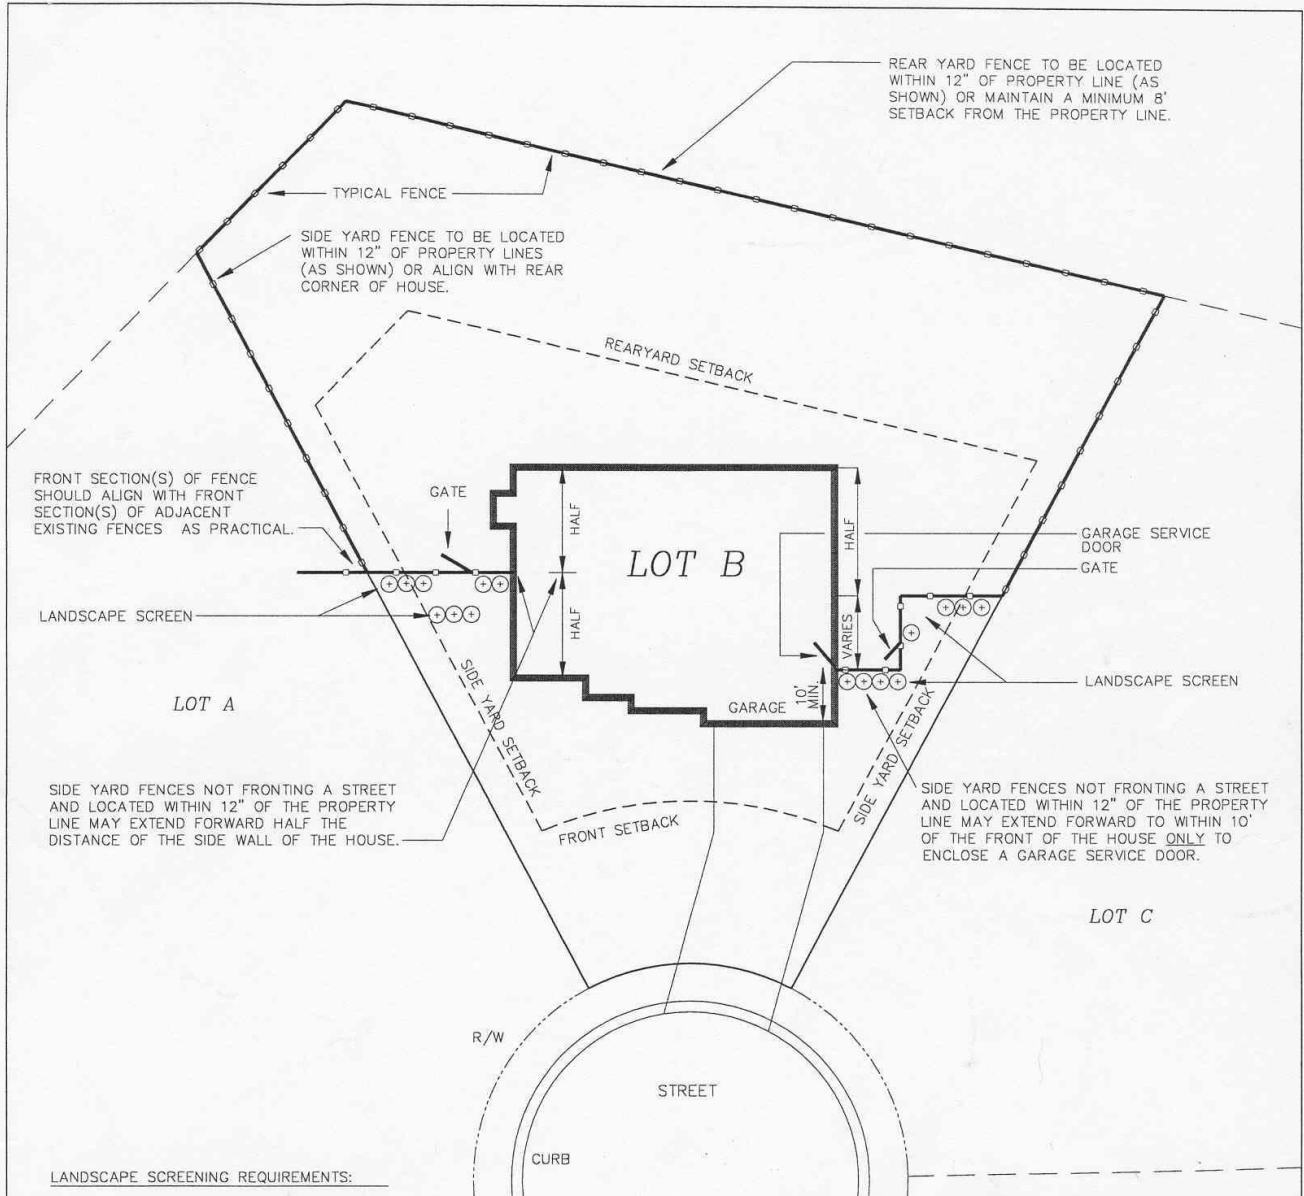 REAR YARD FENCE TO BE LOCATED
WITHIN 12" OF PROPERTY LINE (AS
SHOWN) OR MAINTAIN A MINIMUM 8'
SETBACK FROM THE PROPERTY LINE.
TYPICAL FENCE
SIDE YARD FENCE TO BE LOCATED
WITHIN 12" OF PROPERTY LINES
(AS SHOWN) OR ALIGN WITH REAR
CORNER OF HOUSE.
REARYARD SETBACK
FRONT SECTION(S) OF FENCE
SHOULD ALIGN WITH FRONT
SECTION(S) OF ADJACENT
EXISTING FENCES AS PRACTICAL.
GATE
HALF
HALF
LOT B
HALF
VARIES
GARAGE SERVICE
DOOR
GATE
LANDSCAPE SCREEN
LANDSCAPE SCREEN
LOT A
SIDE YARD SETBACK
GARAGE
10'
MIN.
SIDE YARD SETBACK
SIDE YARD FENCES NOT FRONTING A STREET
AND LOCATED WITHIN 12" OF THE PROPERTY
LINE MAY EXTEND FORWARD HALF THE
DISTANCE OF THE SIDE WALL OF THE HOUSE.
FRONT SETBACK
SIDE YARD FENCES NOT FRONTING A STREET
AND LOCATED WITHIN 12" OF THE PROPERTY
LINE MAY EXTEND FORWARD TO WITHIN 10'
OF THE FRONT OF THE HOUSE ONLY TO
ENCLOSE A GARAGE SERVICE DOOR.
LOT C
R/W
STREET
CURB
LANDSCAPE SCREENING REQUIREMENTS: